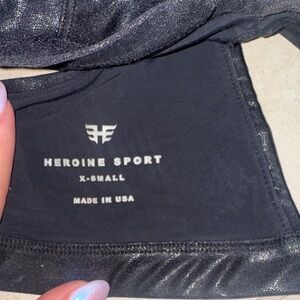 HEROINE SPORT
X-SMALL
MADE IN USA